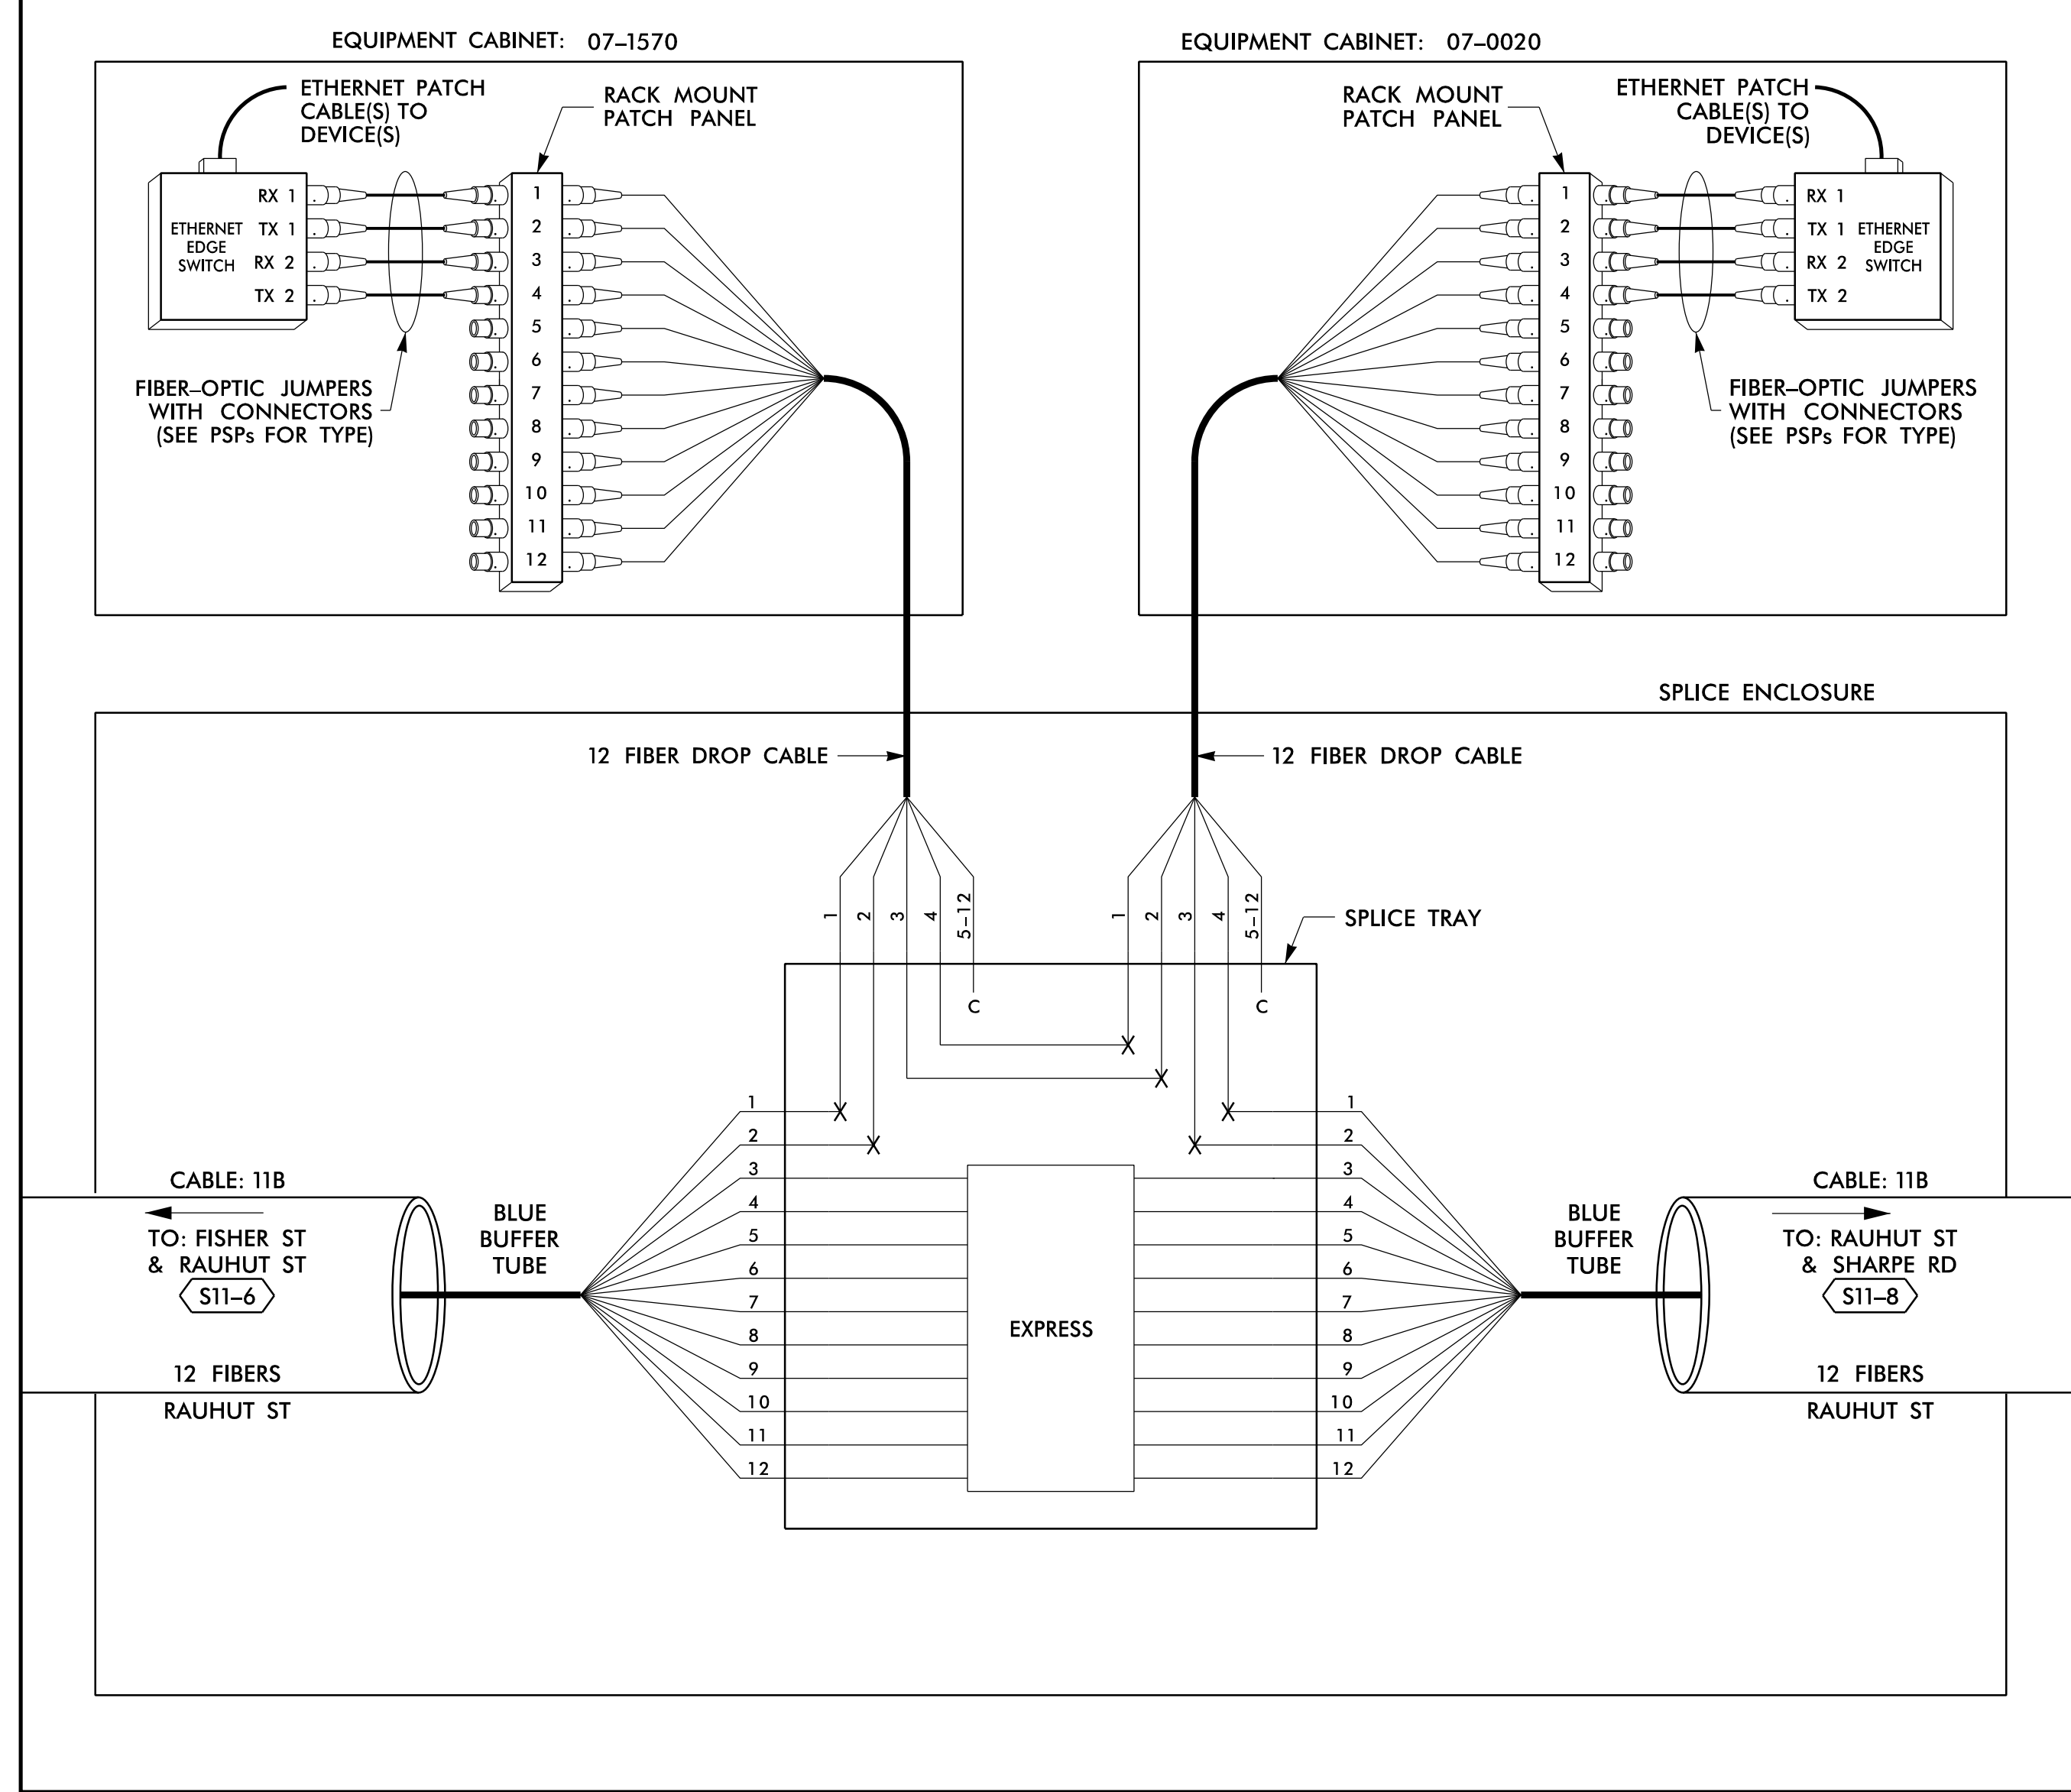 EQUIPMENT CABINET: 07–1570
ETHERNET PATCH
CABLE(S) TO
DEVICE(S)
RACK MOUNT
PATCH PANEL
RX 1
TX 1
RX 2
TX 2
ETHERNET
EDGE
SWITCH
1
2
3
4
5
6
7
8
9
10
11
12
FIBER–OPTIC JUMPERS
WITH CONNECTORS
(SEE PSPs FOR TYPE)
EQUIPMENT CABINET: 07–0020
RACK MOUNT
PATCH PANEL
ETHERNET PATCH
CABLE(S) TO
DEVICE(S)
1
2
3
4
5
6
7
8
9
10
11
12
RX 1
TX 1
RX 2
TX 2
ETHERNET
EDGE
SWITCH
FIBER–OPTIC JUMPERS
WITH CONNECTORS
(SEE PSPs FOR TYPE)
SPLICE ENCLOSURE
12 FIBER DROP CABLE
12 FIBER DROP CABLE
1
2
3
4
5–12
C
1
2
3
4
5–12
C
SPLICE TRAY
CABLE: 11B
TO: FISHER ST
& RAUHUT ST
S11–6
12 FIBERS
RAUHUT ST
BLUE
BUFFER
TUBE
1
2
3
4
5
6
7
8
9
10
11
12
EXPRESS
1
2
3
4
5
6
7
8
9
10
11
12
BLUE
BUFFER
TUBE
CABLE: 11B
TO: RAUHUT ST
& SHARPE RD
S11–8
12 FIBERS
RAUHUT ST